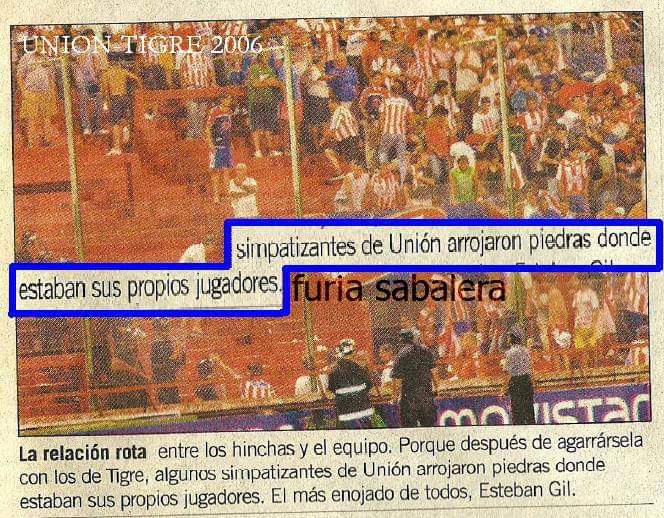 UNION TIGRE 2006
simpatizantes de Unión arrojaron piedras donde
estaban sus propios jugadores.
furia sabalera
movistar
La relación rota entre los hinchas y el equipo. Porque después de agarrársela
con los de Tigre, algunos simpatizantes de Unión arrojaron piedras donde
estaban sus propios jugadores. El más enojado de todos, Esteban Gil.